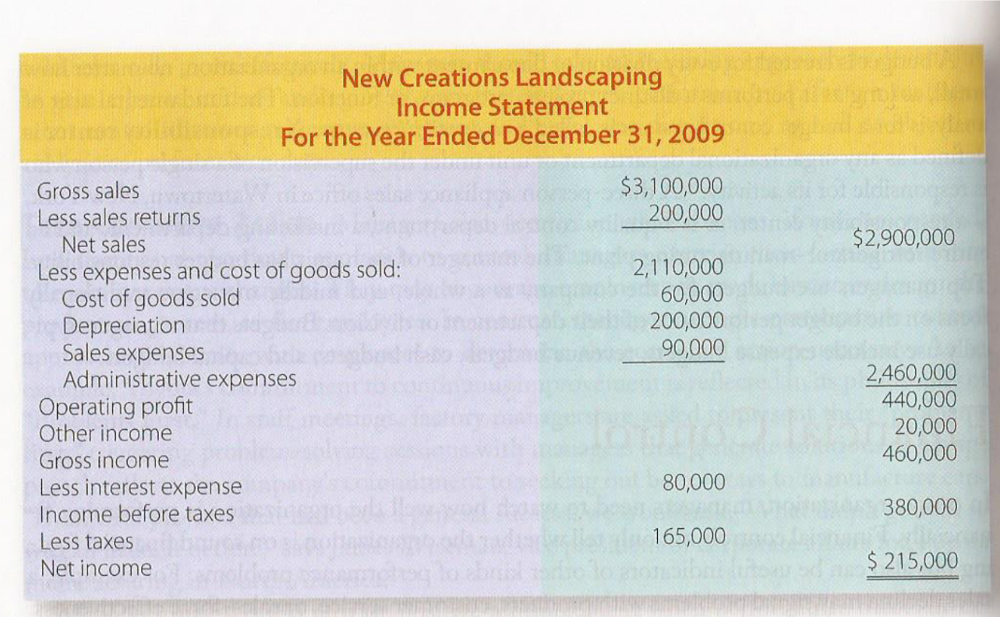 New Creations Landscaping
Income Statement
For the Year Ended December 31, 2009
Gross sales $3,100,000
Less sales returns 200,000
Net sales $2,900,000
Less expenses and cost of goods sold: 2,110,000
Cost of goods sold 60,000
Depreciation 200,000
Sales expenses 90,000
Administrative expenses 2,460,000
Operating profit 440,000
Other income 20,000
Gross income 460,000
Less interest expense 80,000
Income before taxes 380,000
Less taxes 165,000
Net income $ 215,000